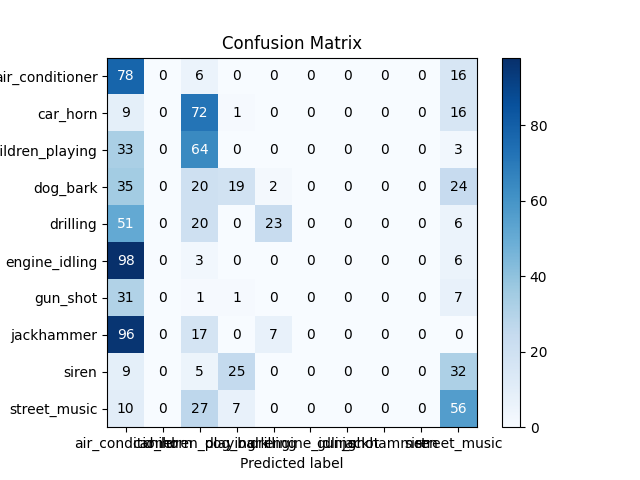 Confusion Matrix
air_conditioner 78 0 6 0 0 0 0 0 0 16
car_horn 9 0 72 1 0 0 0 0 0 16
ildren_playing 33 0 64 0 0 0 0 0 0 3
dog_bark 35 0 20 19 2 0 0 0 0 24
drilling 51 0 20 0 23 0 0 0 0 6
engine_idling 98 0 3 0 0 0 0 0 0 6
gun_shot 31 0 1 1 0 0 0 0 0 7
jackhammer 96 0 17 0 7 0 0 0 0 0
siren 9 0 5 25 0 0 0 0 0 32
street_music 10 0 27 7 0 0 0 0 0 56
street_music
Predicted label
80
60
40
20
0